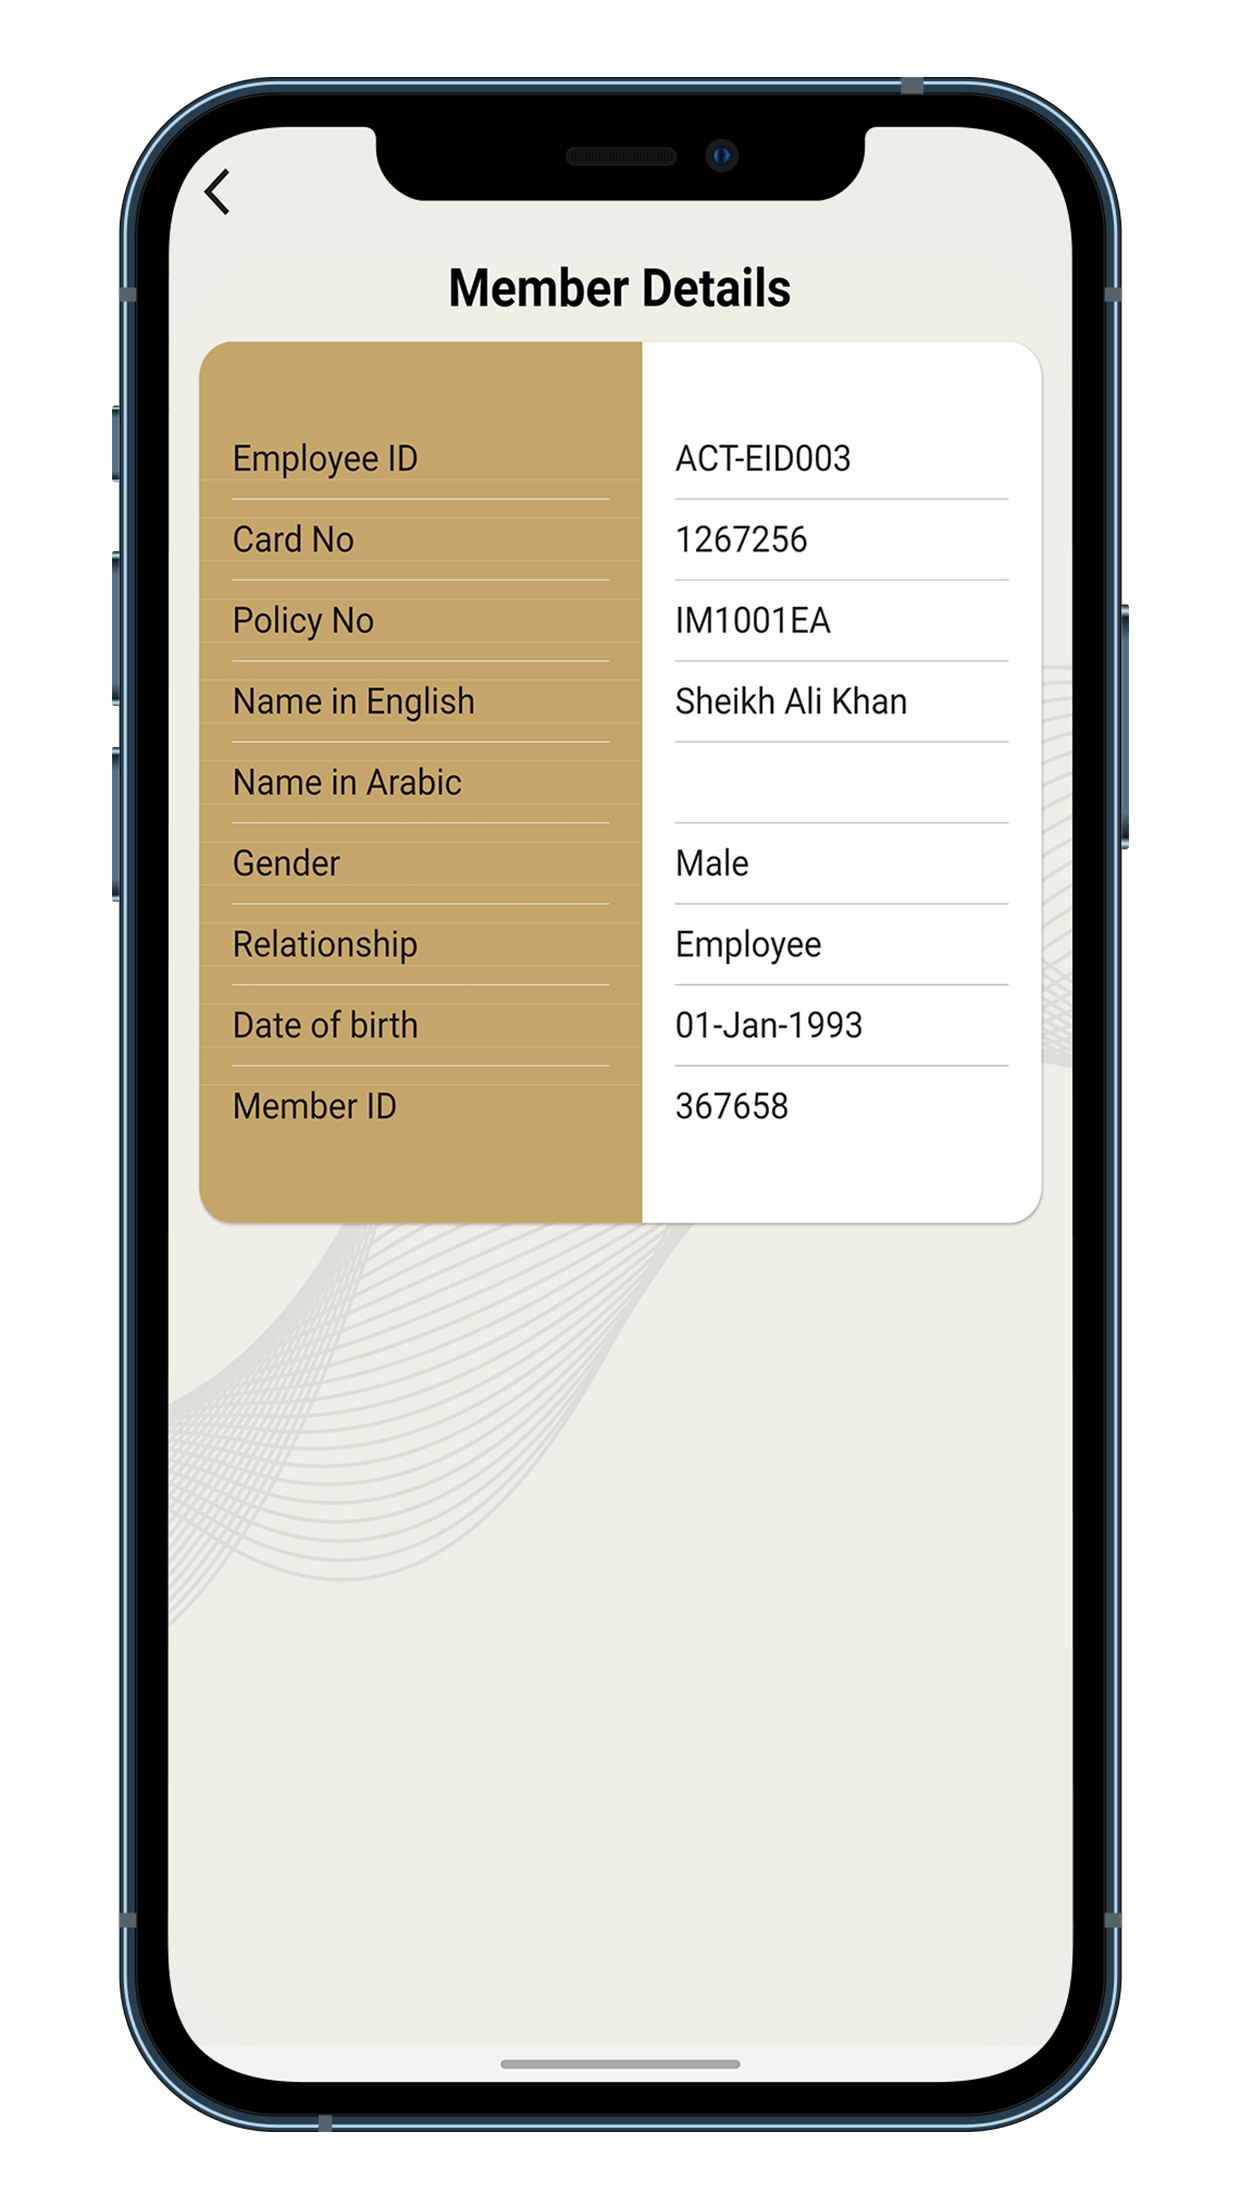 Member Details
Employee ID ACT-EID003
Card No 1267256
Policy No IM1001EA
Name in English Sheikh Ali Khan
Name in Arabic
Gender Male
Relationship Employee
Date of birth 01-Jan-1993
Member ID 367658